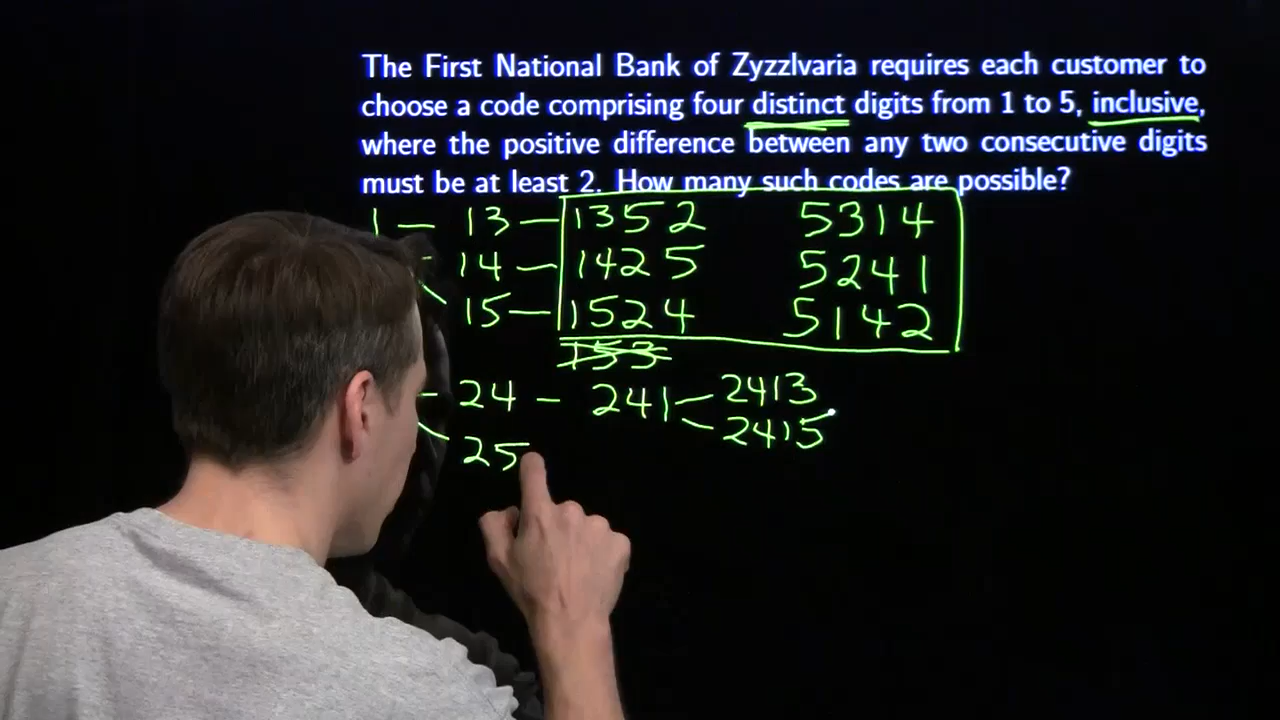 The First National Bank of Zyzzlvaria requires each customer to
choose a code comprising four distinct digits from 1 to 5, inclusive,
where the positive difference between any two consecutive digits
must be at least 2. How many such codes are possible?
1 — 13 — 1352 5314
14 — 1425 5241
15 — 1524 5142
153
– 24 – 241 – 2413
2415
25